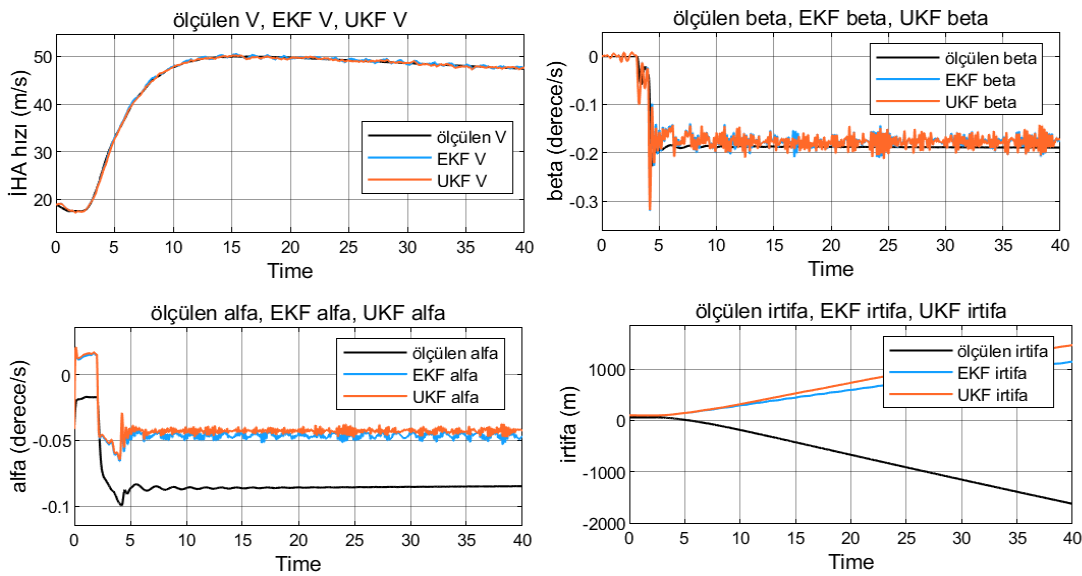 ölçülen V, EKF V, UKF V
İHA hızı (m/s)
50
40
30
20
ölçülen V
EKF V
UKF V
0 5 10 15 20 25 30 35 40
Time
ölçülen beta, EKF beta, UKF beta
beta (derece/s)
0
-0.1
-0.2
-0.3
ölçülen beta
EKF beta
UKF beta
0 5 10 15 20 25 30 35 40
Time
ölçülen alfa, EKF alfa, UKF alfa
alfa (derece/s)
0
-0.05
-0.1
ölçülen alfa
EKF alfa
UKF alfa
0 5 10 15 20 25 30 35 40
Time
ölçülen irtifa, EKF irtifa, UKF irtifa
irtifa (m)
1000
0
-1000
-2000
ölçülen irtifa
EKF irtifa
UKF irtifa
0 5 10 15 20 25 30 35 40
Time